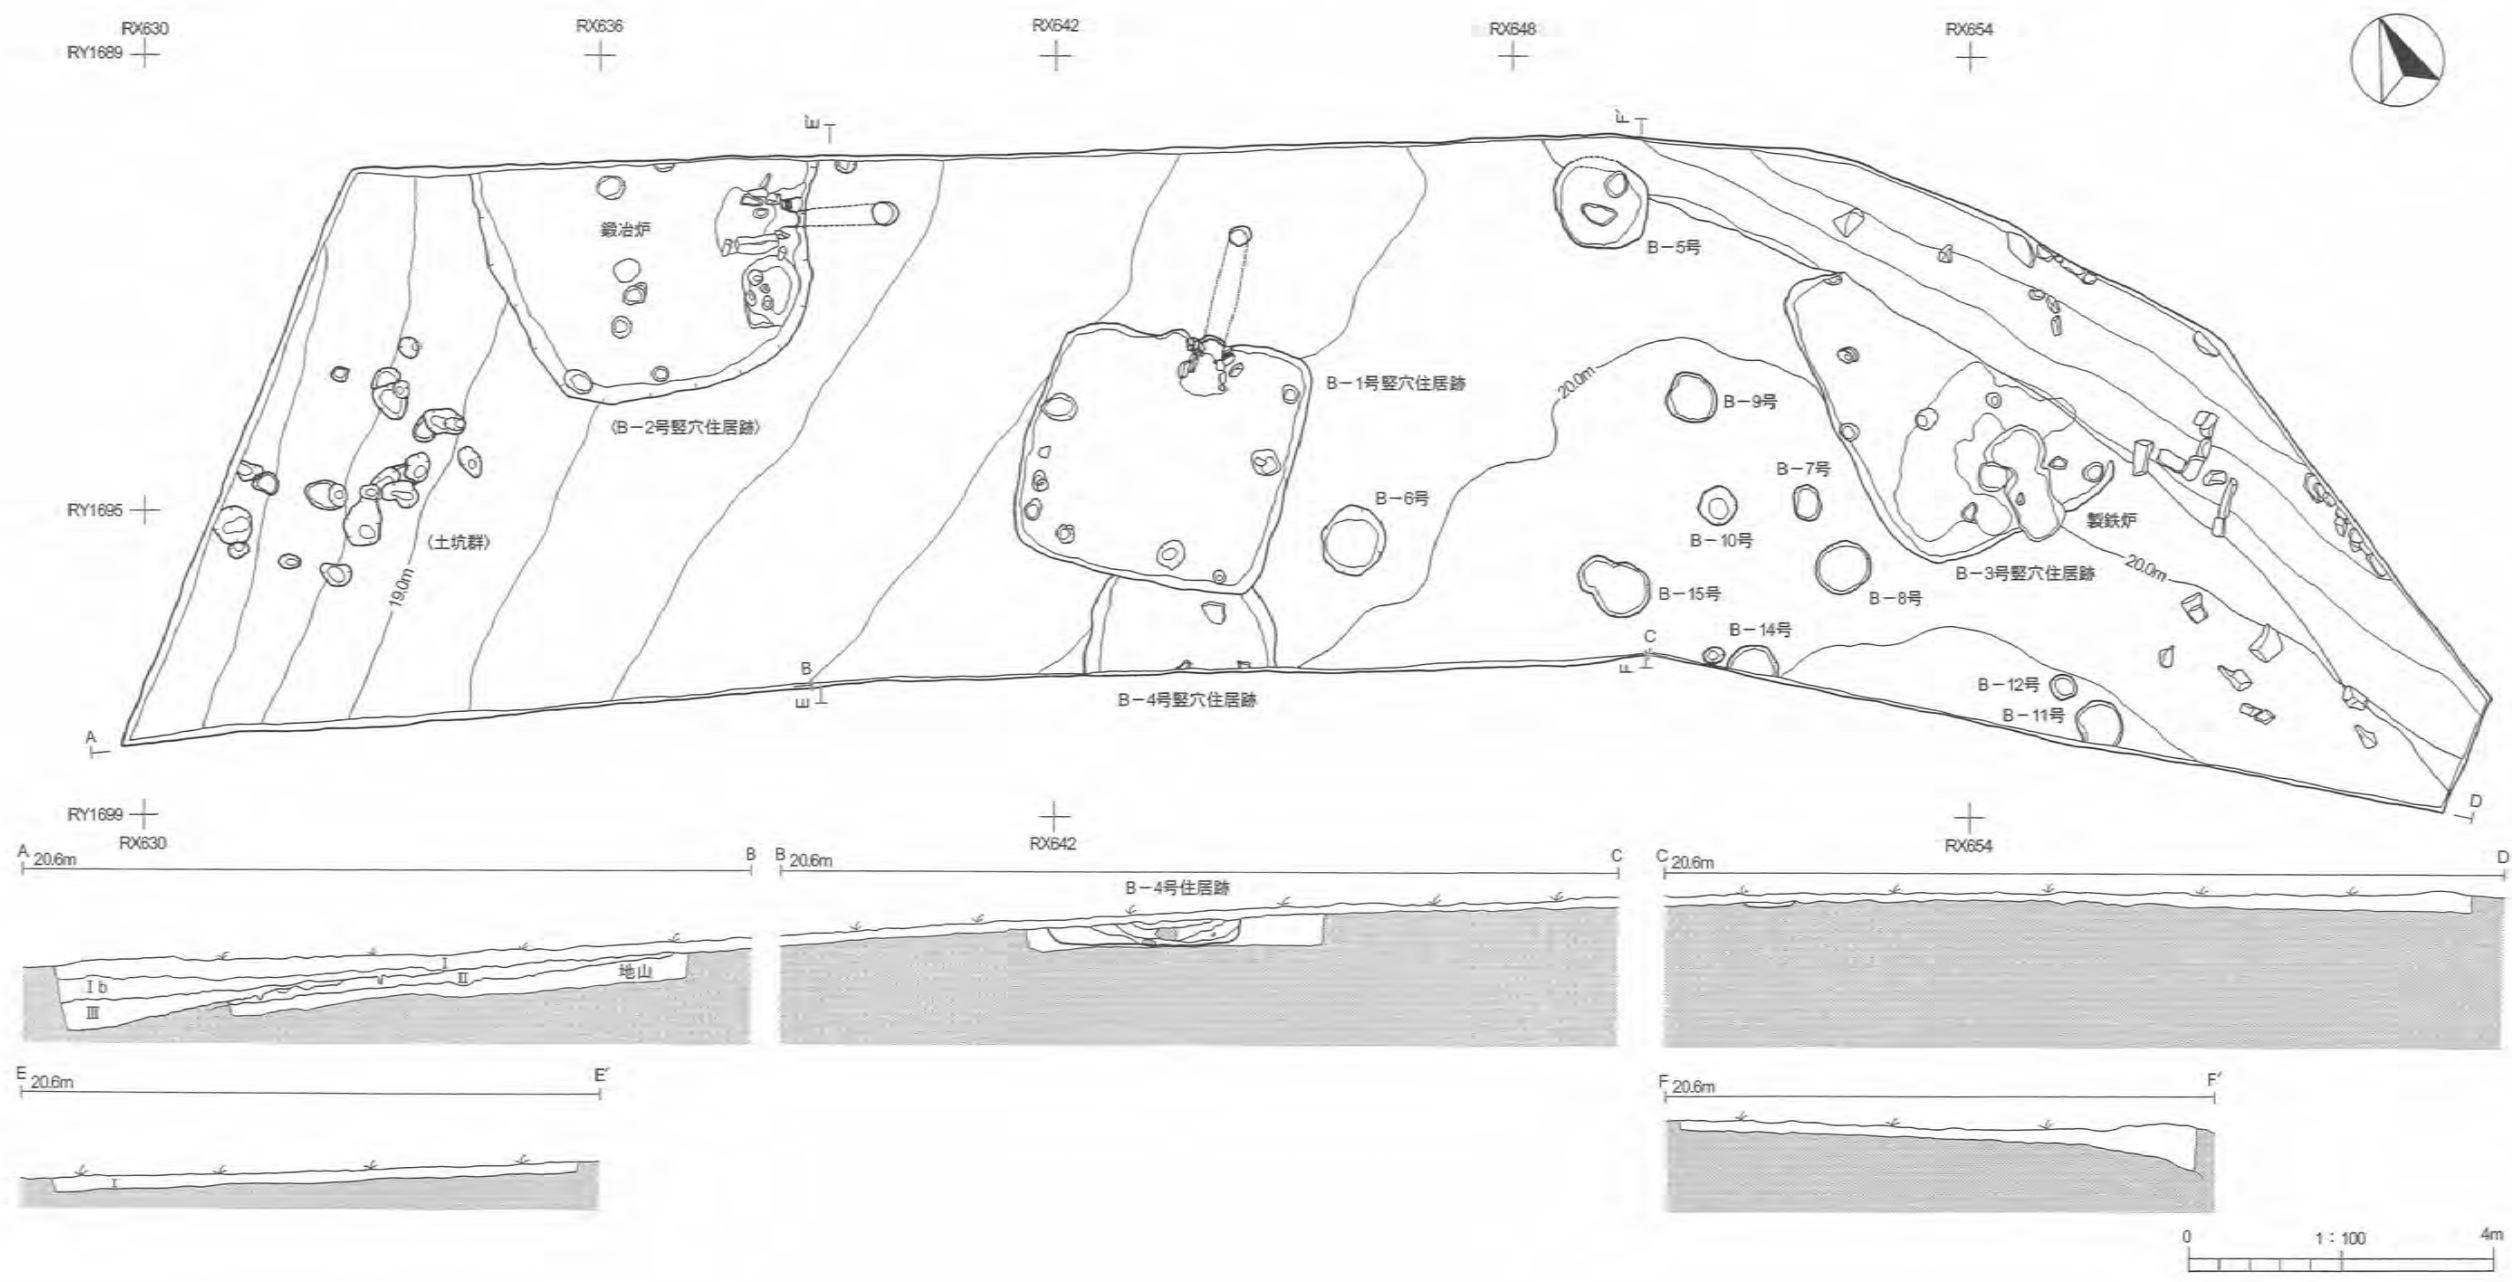 RX630
RX636
RX642
RX648
RX654
RY1689
E′
F′
鍛冶炉
B－5号
B－1号竪穴住居跡
20.0m
B－9号
〈B－2号竪穴住居跡〉
B－7号
B－6号
RY1695
製鉄炉
〈土坑群〉
B－10号
20.0m
B－3号竪穴住居跡
19.0m
B－15号
B－8号
B－14号
C
F
B
E
B－12号
B－4号竪穴住居跡
B－11号
A
D
RY1699
RX630
RX642
RX654
A 20.6m B
B 20.6m C
C 20.6m D
B－4号住居跡
Ⅰ
Ⅱ
地山
Ⅰb
Ⅲ
E 20.6m E′
F 20.6m F′
Ⅰ
0 1：100 4m